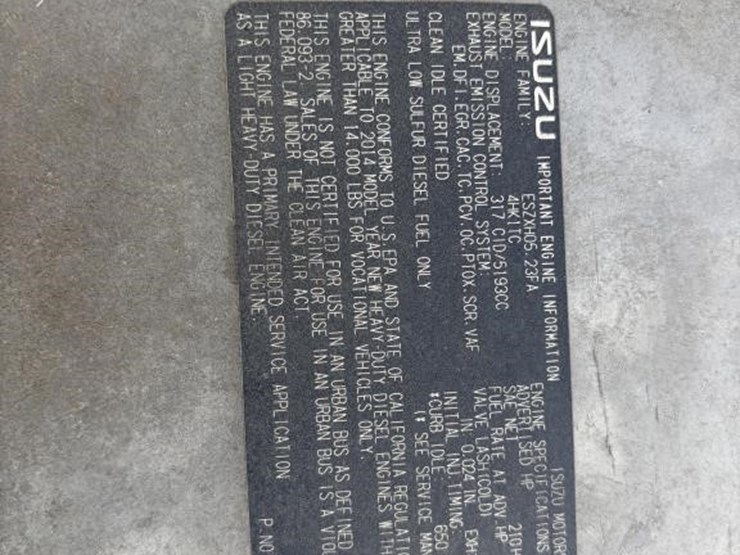 ISUZU IMPORTANT ENGINE INFORMATION
ENGINE FAMILY: ESZXH05.23FA
MODEL: 4HK1TC
ENGINE DISPLACEMENT: 317 CID/5193CC
EXHAUST EMISSION CONTROL SYSTEM:
EM.DFI.EGR.CAC.TC.PCV.OC.PTOX.SCR.VAF
CLEAN IDLE CERTIFIED
ULTRA LOW SULFUR DIESEL FUEL ONLY
ISUZU MOTOR
ENGINE SPECIFICATIONS
ADVERTISED HP 210
SAE NET
FUEL RATE AT ADV.HP
VALVE LASH(COLD)
IN. 0.024 IN. EXH
INITIAL INJ.TIMING
*CURB IDLE: 650
(* SEE SERVICE MAN
THIS ENGINE CONFORMS TO U.S.EPA AND STATE OF CALIFORNIA REGULATI
APPLICABLE TO 2014 MODEL YEAR NEW HEAVY-DUTY DIESEL ENGINES WITH
GREATER THAN 14,000 LBS FOR VOCATIONAL VEHICLES ONLY.
THIS ENGINE IS NOT CERTIFIED FOR USE IN AN URBAN BUS AS DEFINED
86.093-2. SALES OF THIS ENGINE FOR USE IN AN URBAN BUS IS A VIOL
FEDERAL LAW UNDER THE CLEAN AIR ACT.
THIS ENGINE HAS A PRIMARY INTENDED SERVICE APPLICATION
AS A LIGHT HEAVY-DUTY DIESEL ENGINE.
P.NO